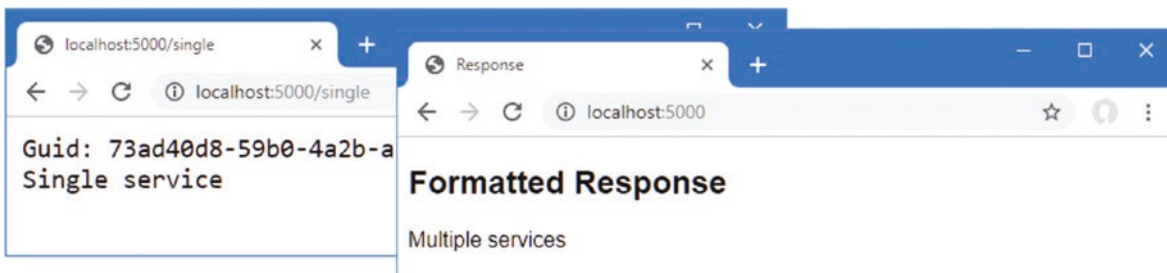 localhost:5000/single
localhost:5000/single
Guid: 73ad40d8-59b0-4a2b-a
Single service
Response
localhost:5000
Formatted Response
Multiple services